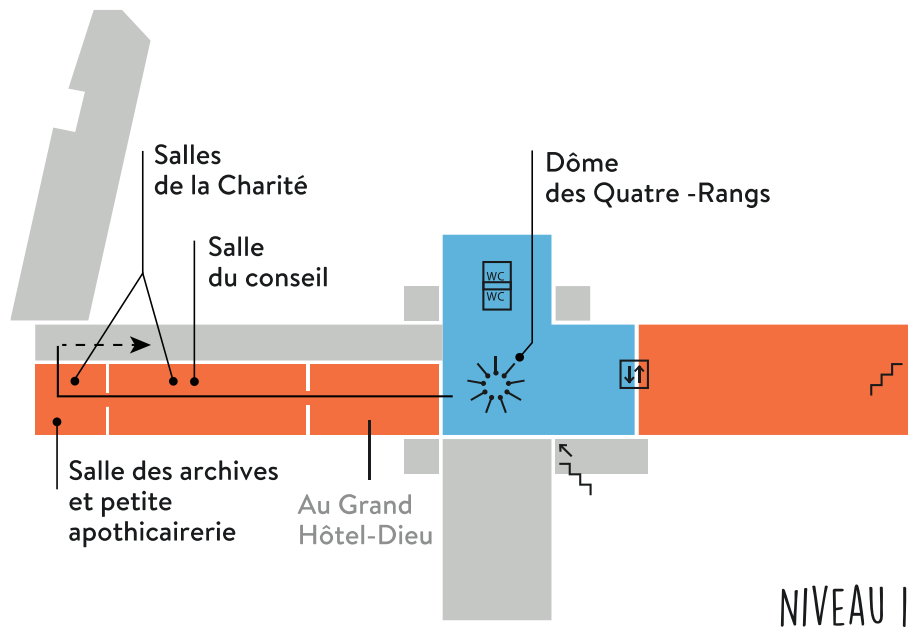 Salles
de la Charité
Salle
du conseil
Dôme
des Quatre -Rangs
WC
WC
Salle des archives
et petite
apothicairerie
Au Grand
Hôtel-Dieu
NIVEAU I